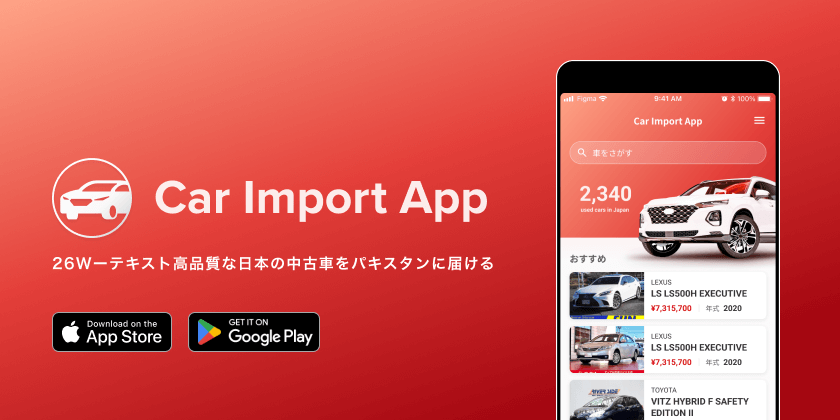 Car Import App
26Wーテキスト高品質な日本の中古車をパキスタンに届ける
Download on the
App Store
GET IT ON
Google Play
Figma
9:41 AM
100%
Car Import App
車をさがす
2,340
used cars in Japan
おすすめ
LEXUS
LS LS500H EXECUTIVE
¥7,315,700
年式 2020
LEXUS
LS LS500H EXECUTIVE
¥7,315,700
年式 2020
TOYOTA
VITZ HYBRID F SAFETY
EDITION II